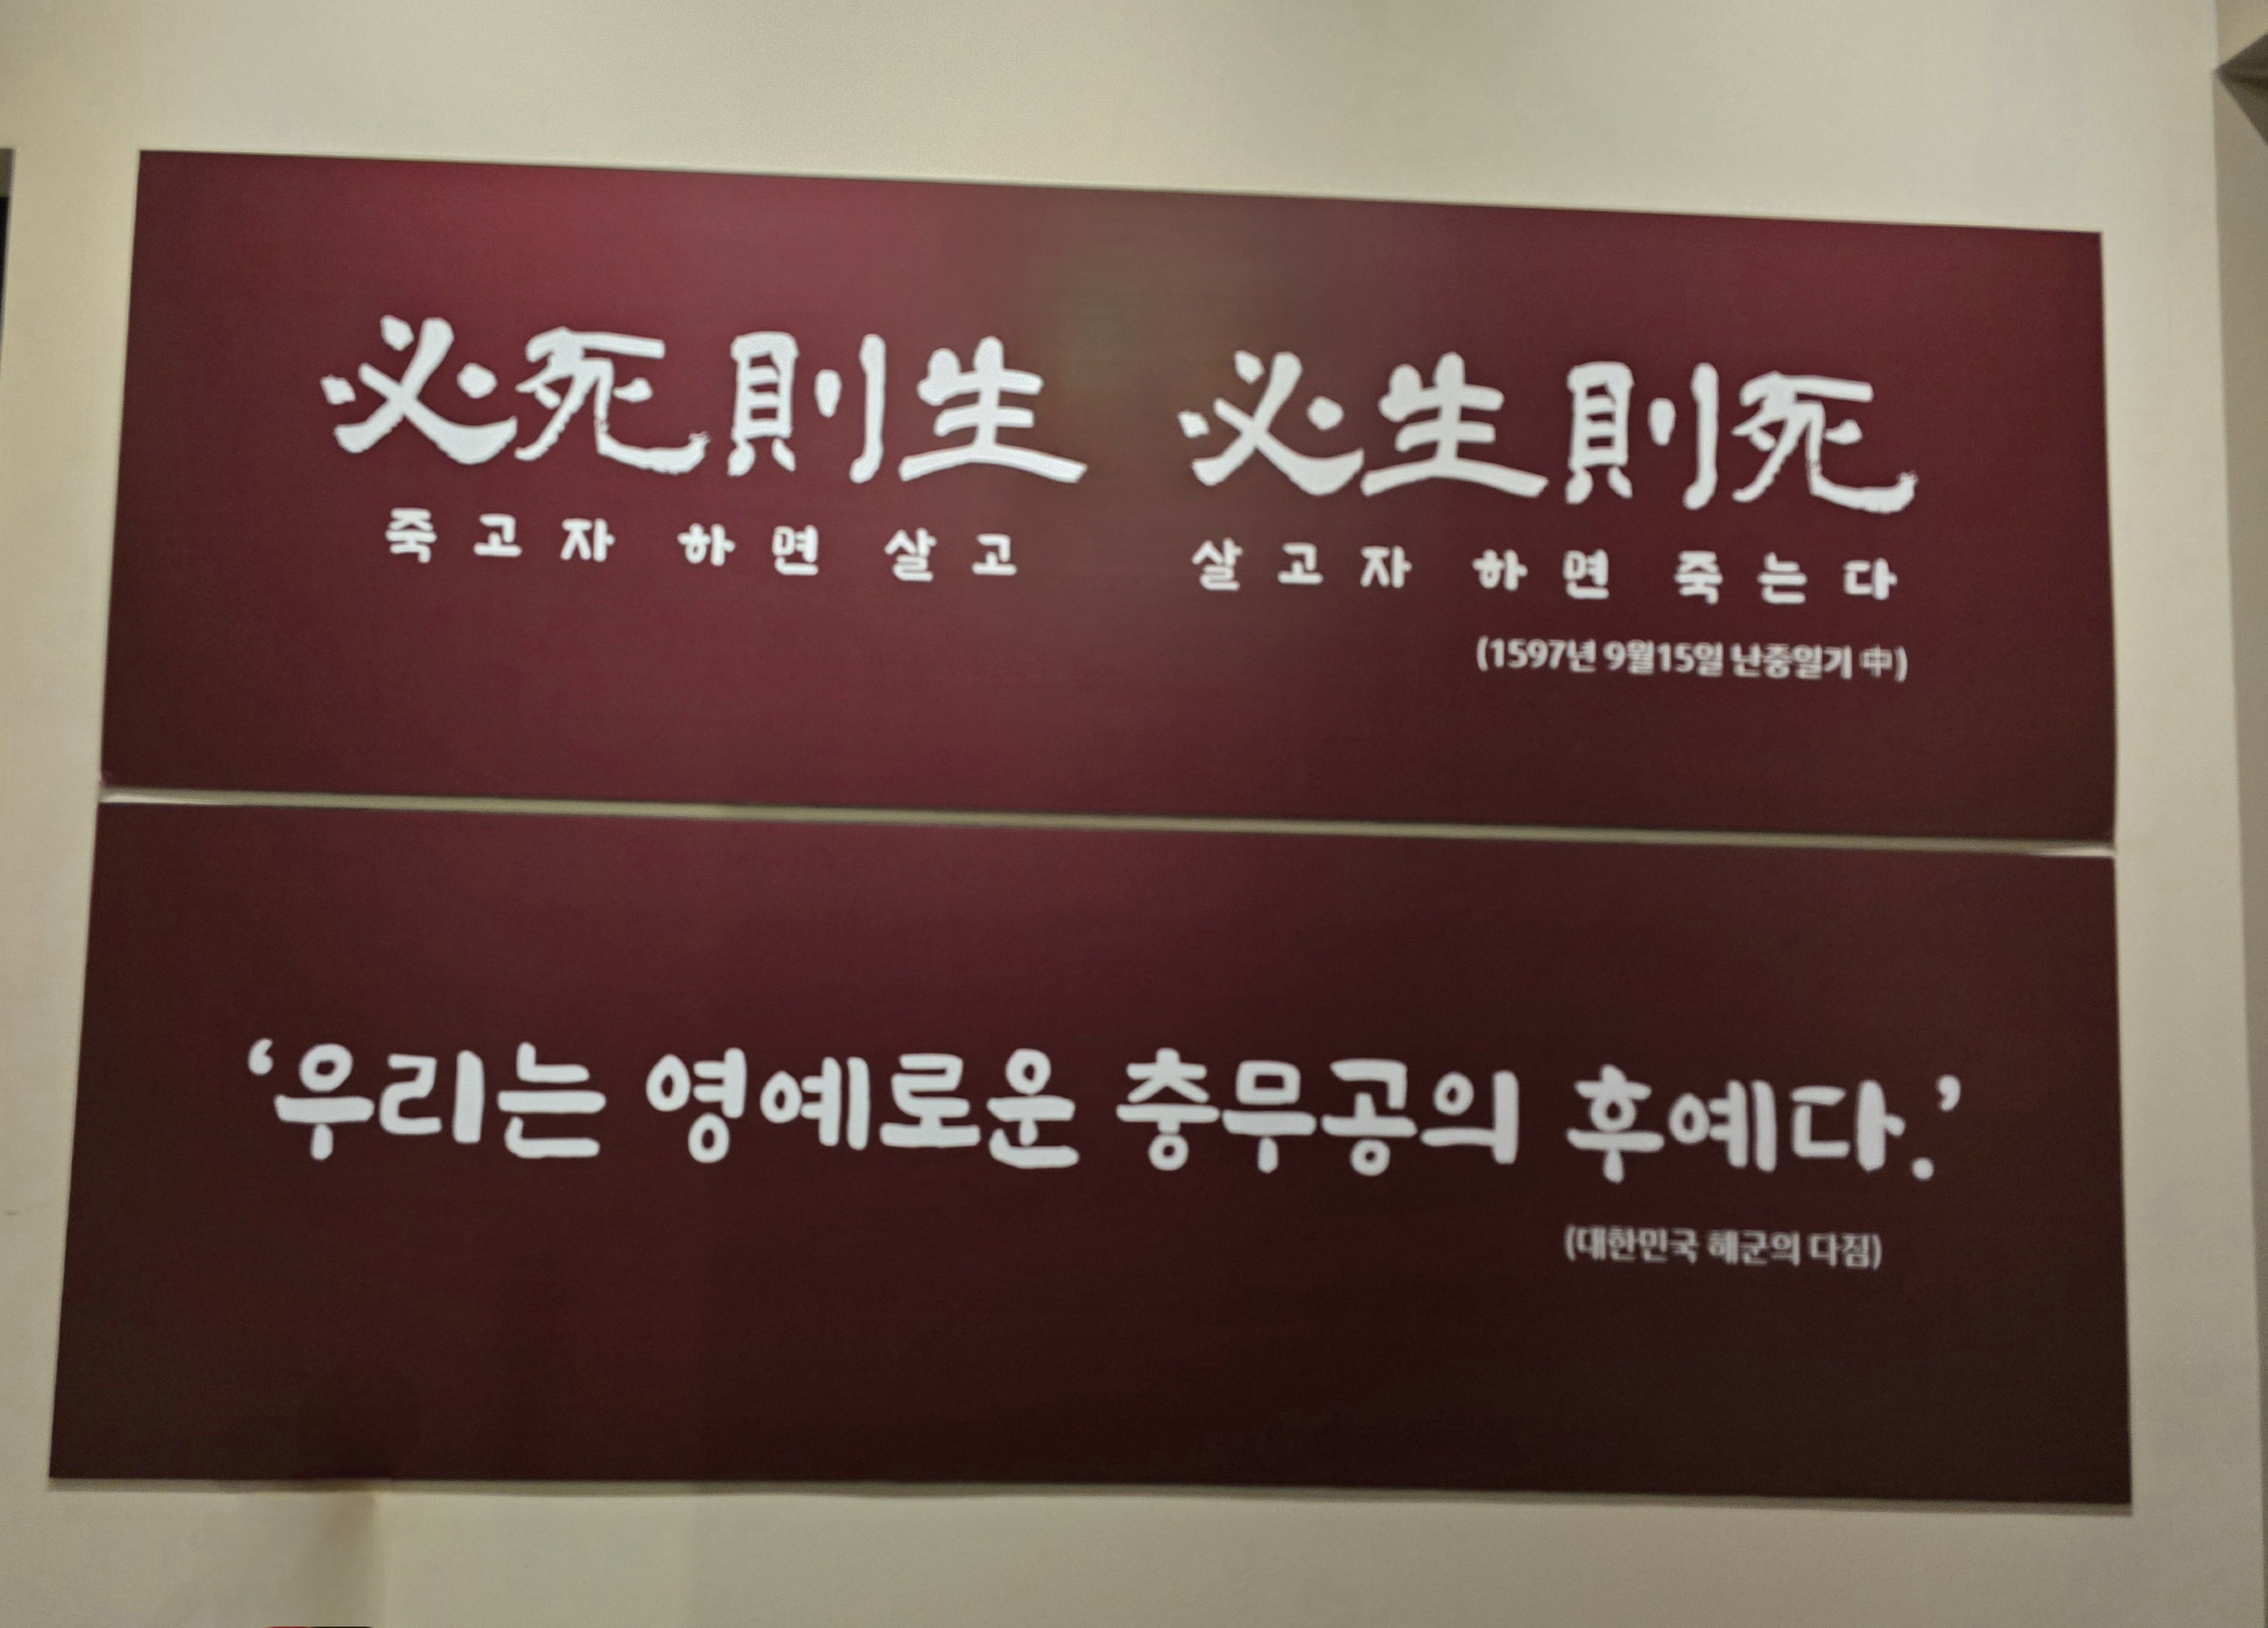 必死則生 必生則死
죽고자 하면 살고 살고자 하면 죽는다
(1597년 9월15일 난중일기 中)
‘우리는 영예로운 충무공의 후예다.’
(대한민국 해군의 다짐)